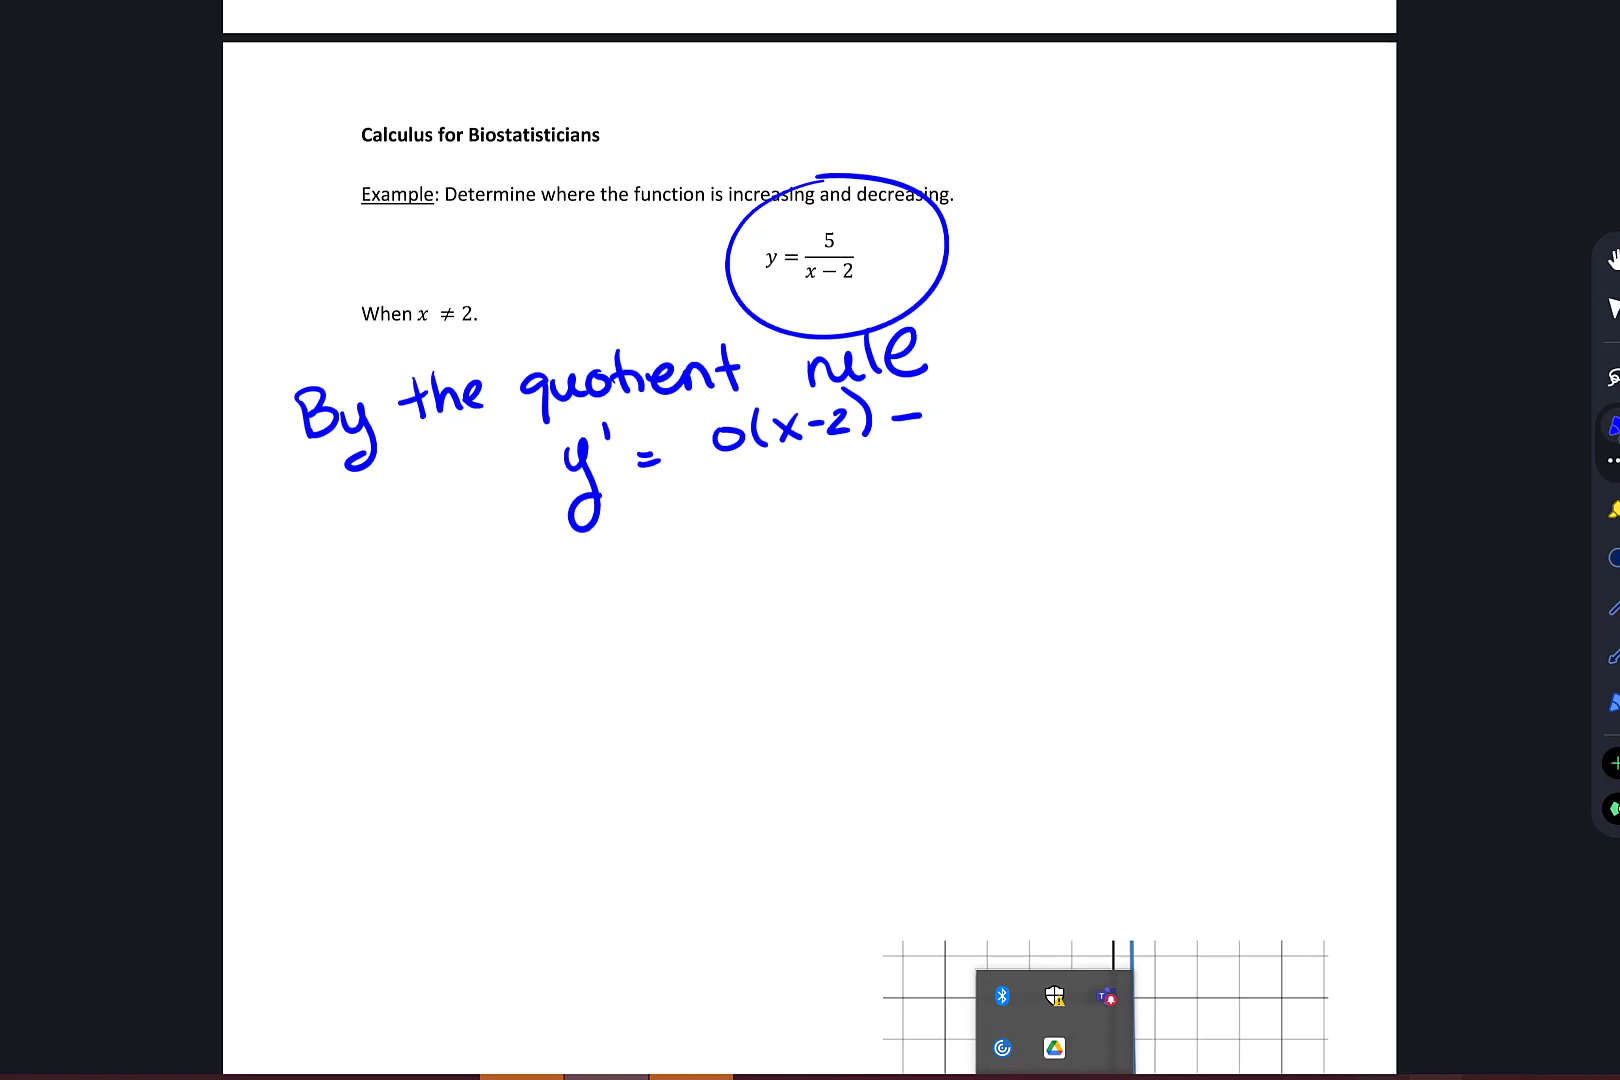 Calculus for Biostatisticians
Example: Determine where the function is increasing and decreasing.
y = 5 / (x − 2)
When x ≠ 2.
By the quotient rule
y' = 0(x-2) −